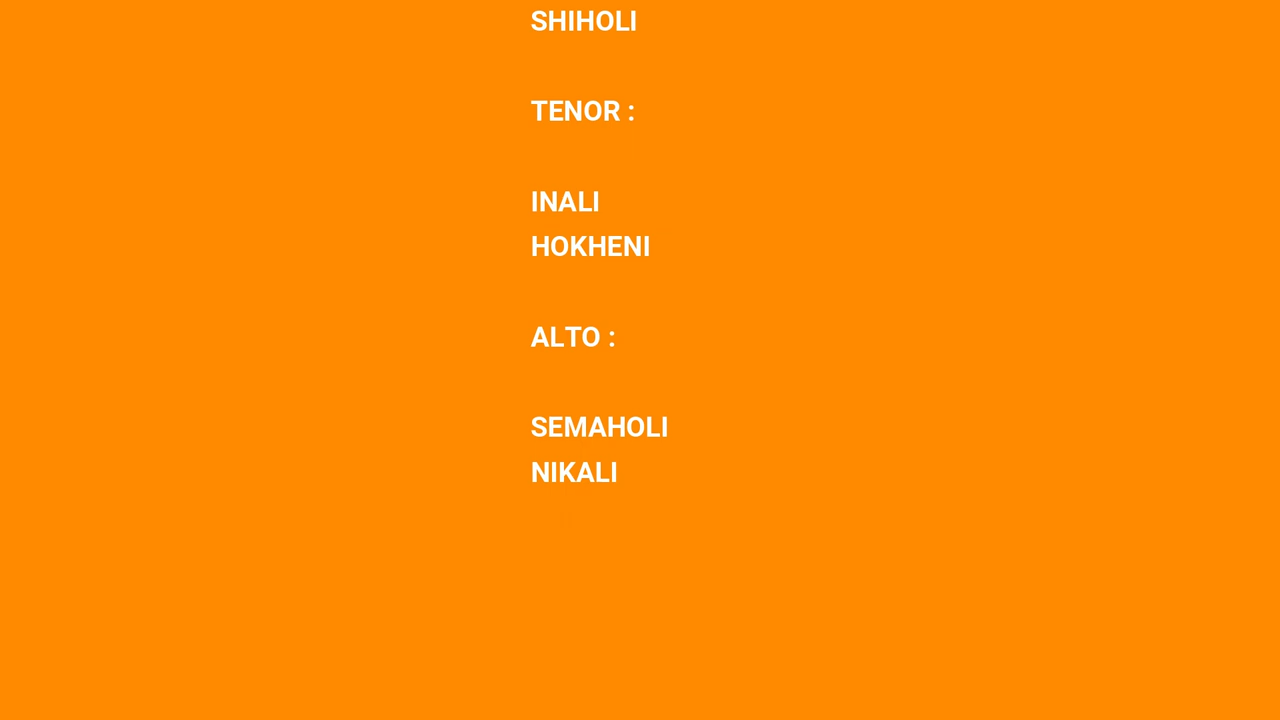 SHIHOLI
TENOR :
INALI
HOKHENI
ALTO :
SEMAHOLI
NIKALI